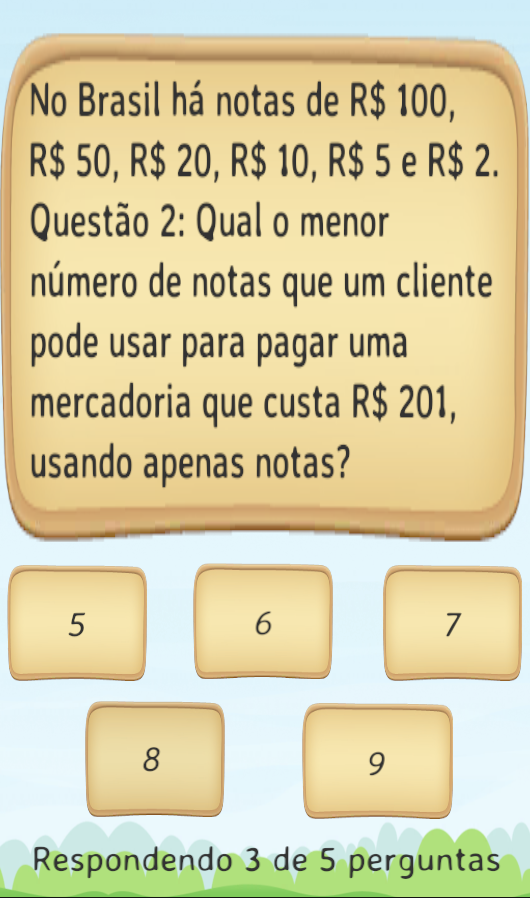 No Brasil há notas de R$ 100,
R$ 50, R$ 20, R$ 10, R$ 5 e R$ 2.
Questão 2: Qual o menor
número de notas que um cliente
pode usar para pagar uma
mercadoria que custa R$ 201,
usando apenas notas?
5
6
7
8
9
Respondendo 3 de 5 perguntas